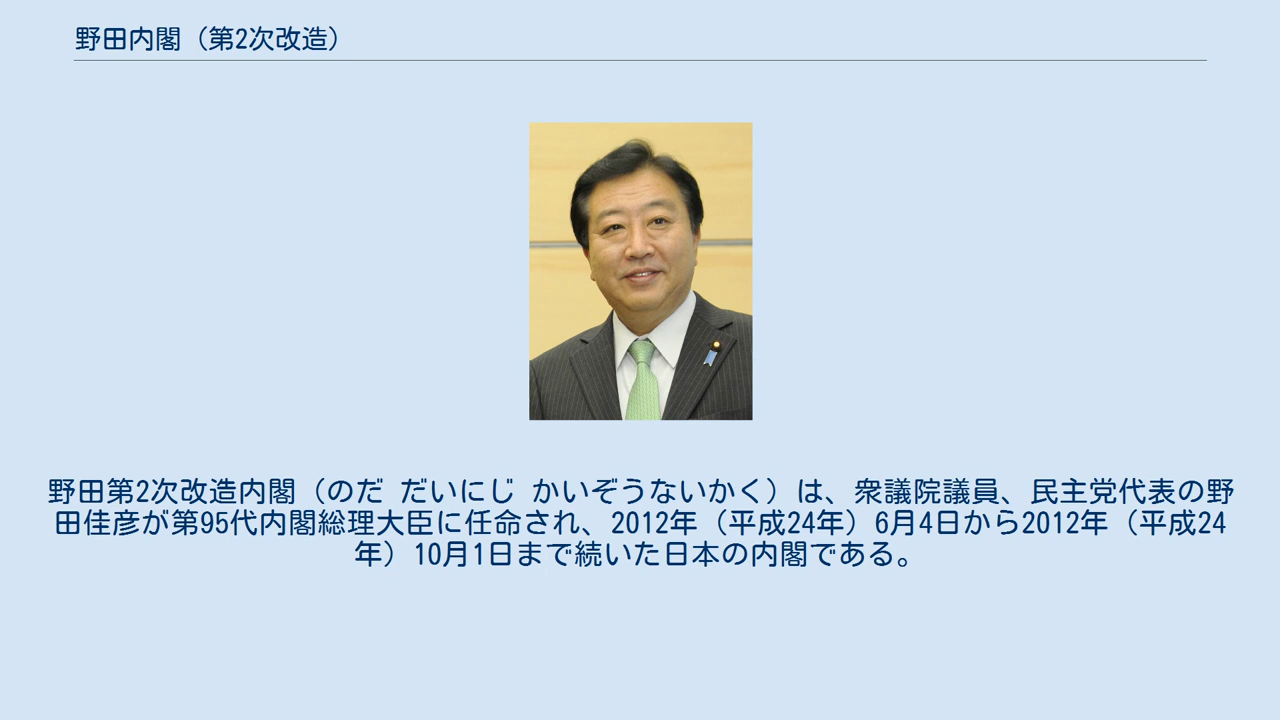 野田内閣（第2次改造）
野田第2次改造内閣（のだ だいにじ かいぞうないかく）は、衆議院議員、民主党代表の野
田佳彦が第95代内閣総理大臣に任命され、2012年（平成24年）6月4日から2012年（平成24
年）10月1日まで続いた日本の内閣である。